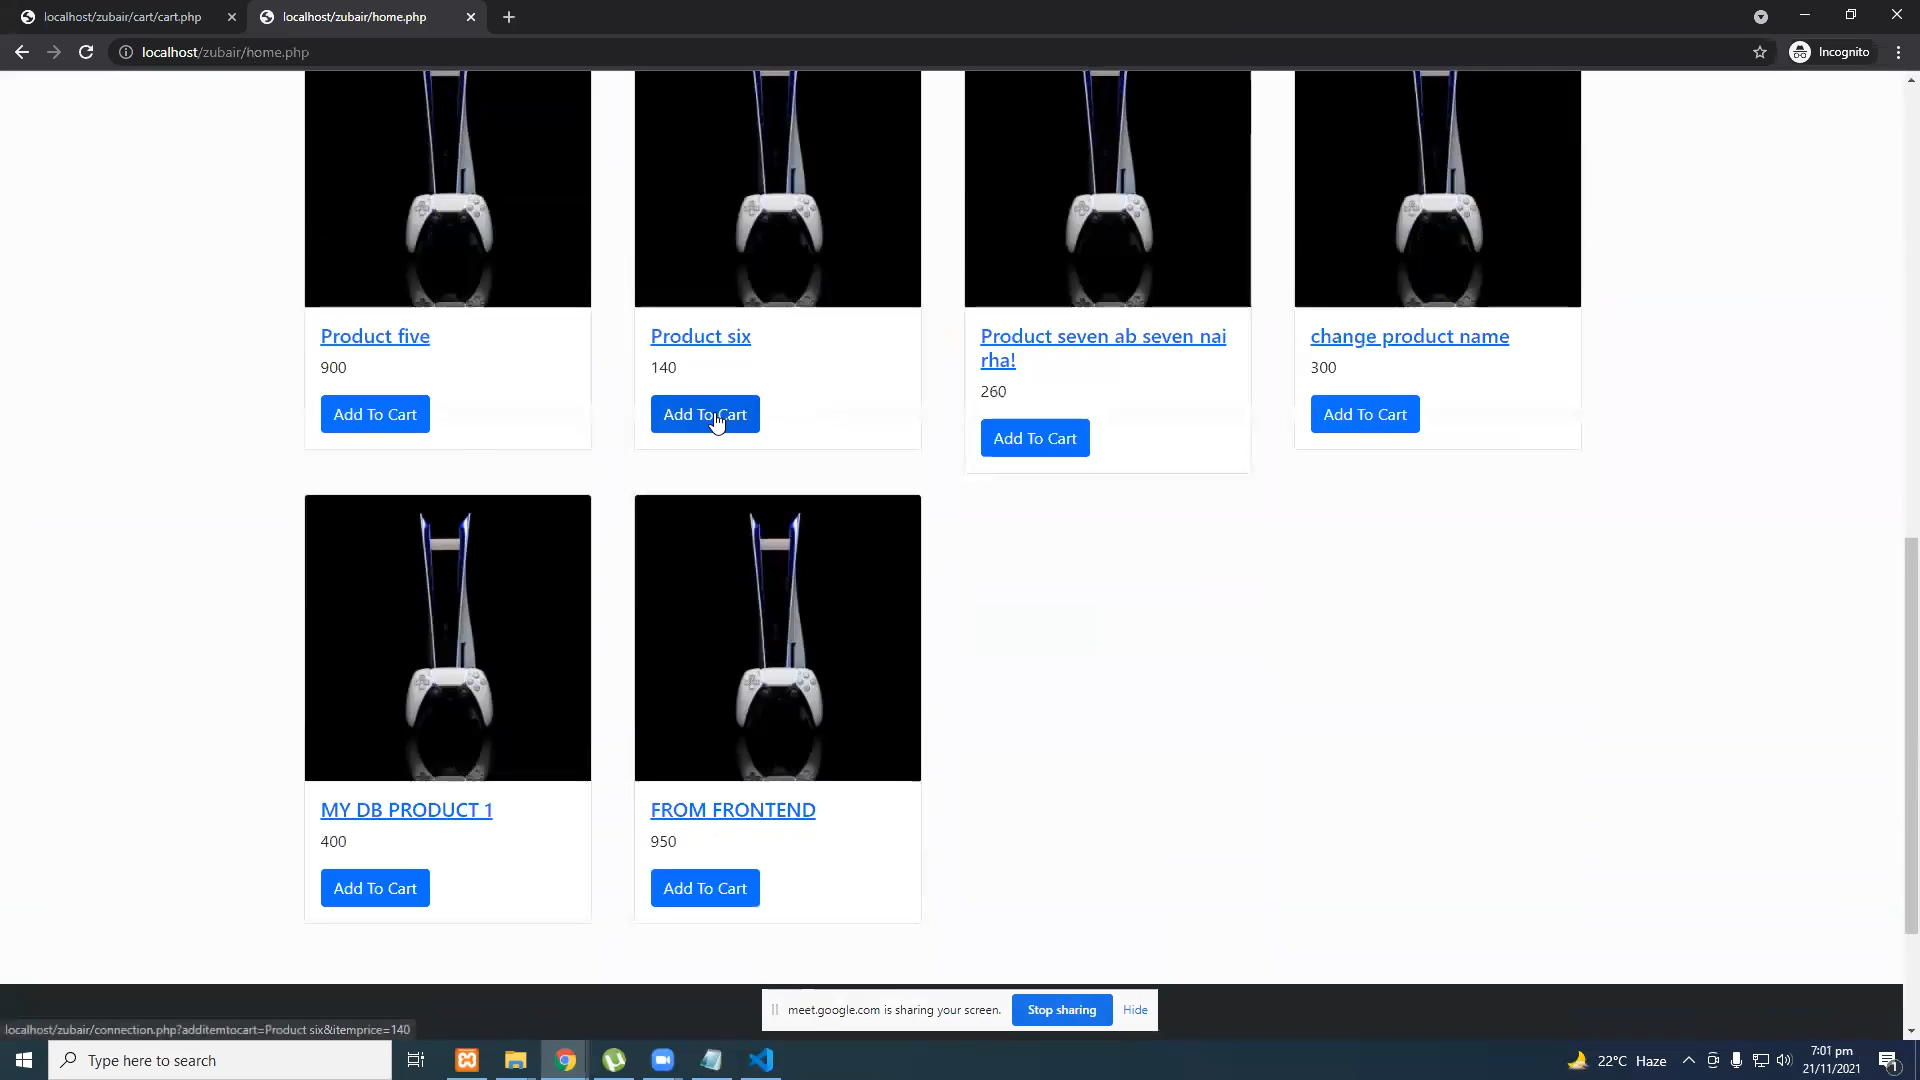 localhost/zubair/cart/cart.php
localhost/zubair/home.php
localhost/zubair/home.php
Incognito
Product five
900
Add To Cart
Product six
140
Add To Cart
Product seven ab seven nai
rha!
260
Add To Cart
change product name
300
Add To Cart
MY DB PRODUCT 1
400
Add To Cart
FROM FRONTEND
950
Add To Cart
meet.google.com is sharing your screen.
Stop sharing
Hide
localhost/zubair/connection.php?additemtocart=Product six&itemprice=140
Type here to search
22°C Haze
7:01 pm
21/11/2021
1